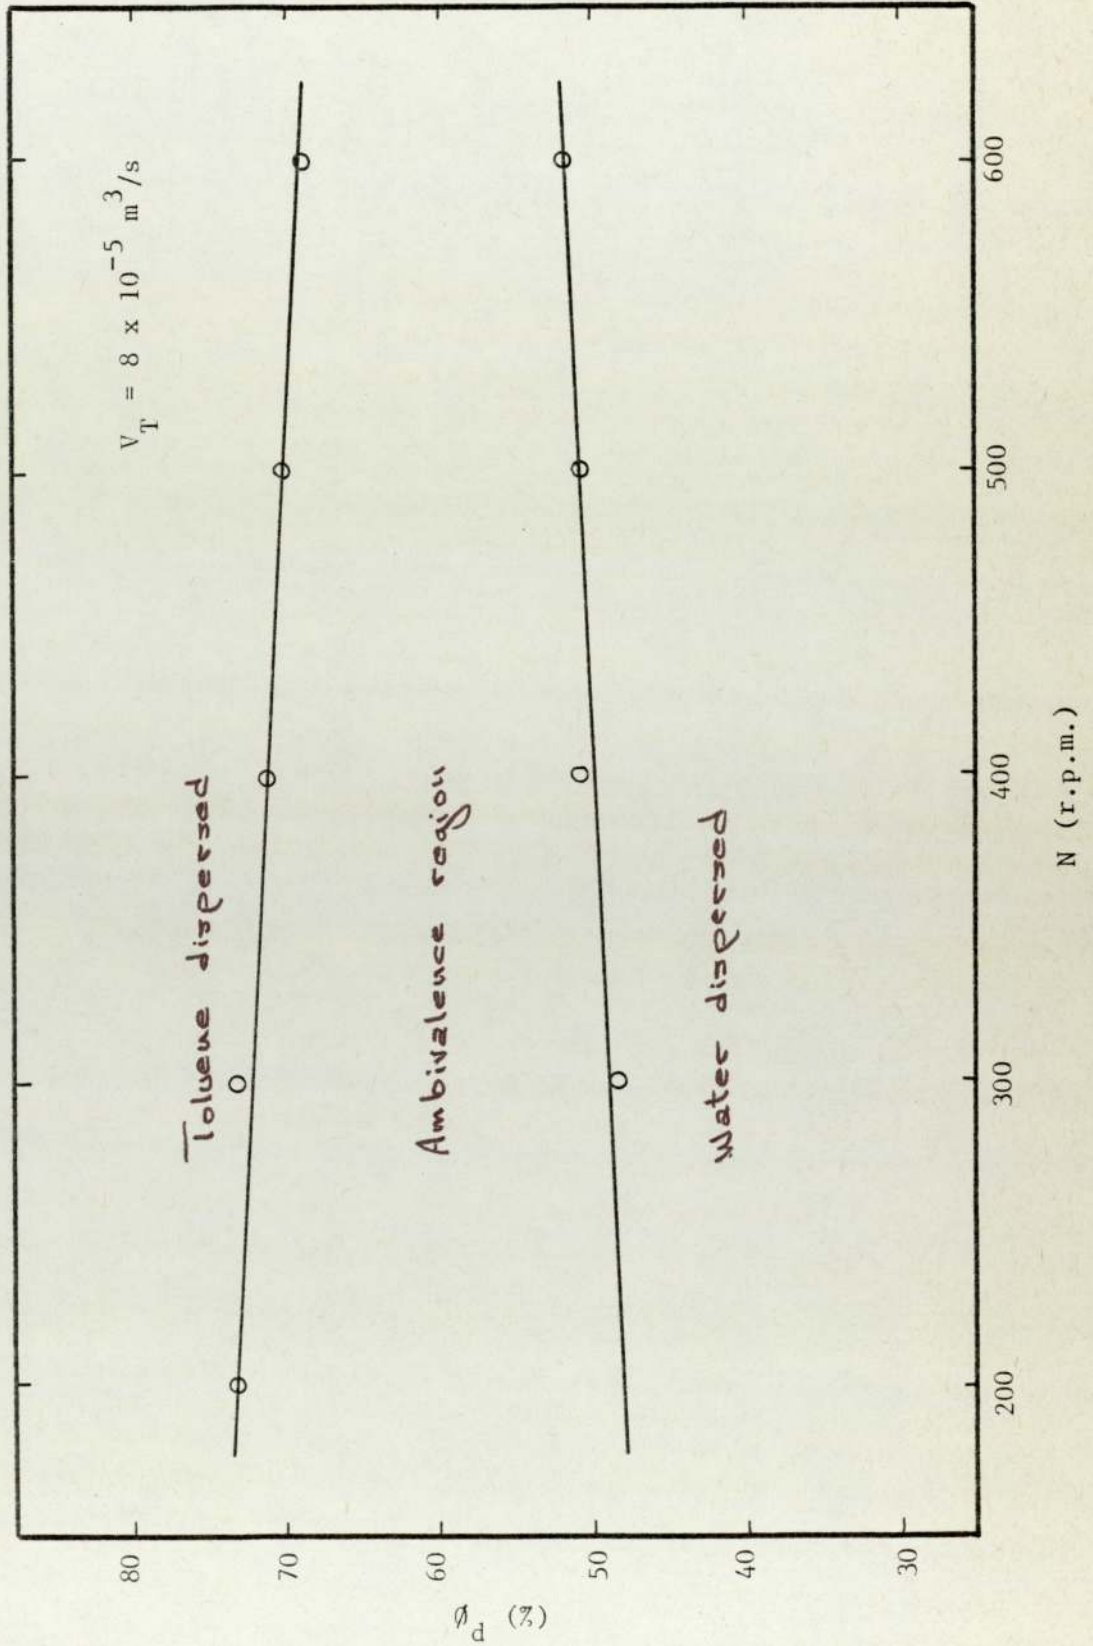 V_T = 8 x 10^-5 m^3/s
Toluene dispersed
Ambivalence region
Water dispersed
80
70
60
50
40
30
Ø_d (%)
200
300
400
500
600
N (r.p.m.)